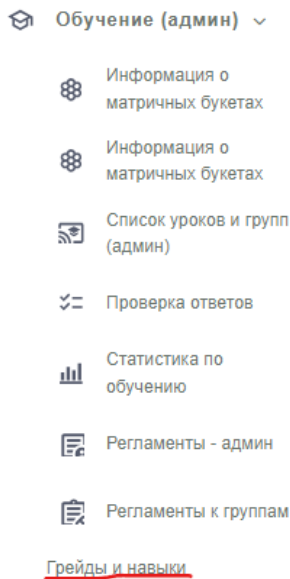 Обучение (админ)
Информация о
матричных букетах
Информация о
матричных букетах
Список уроков и групп
(админ)
Проверка ответов
Статистика по
обучению
Регламенты - админ
Регламенты к группам
Грейды и навыки